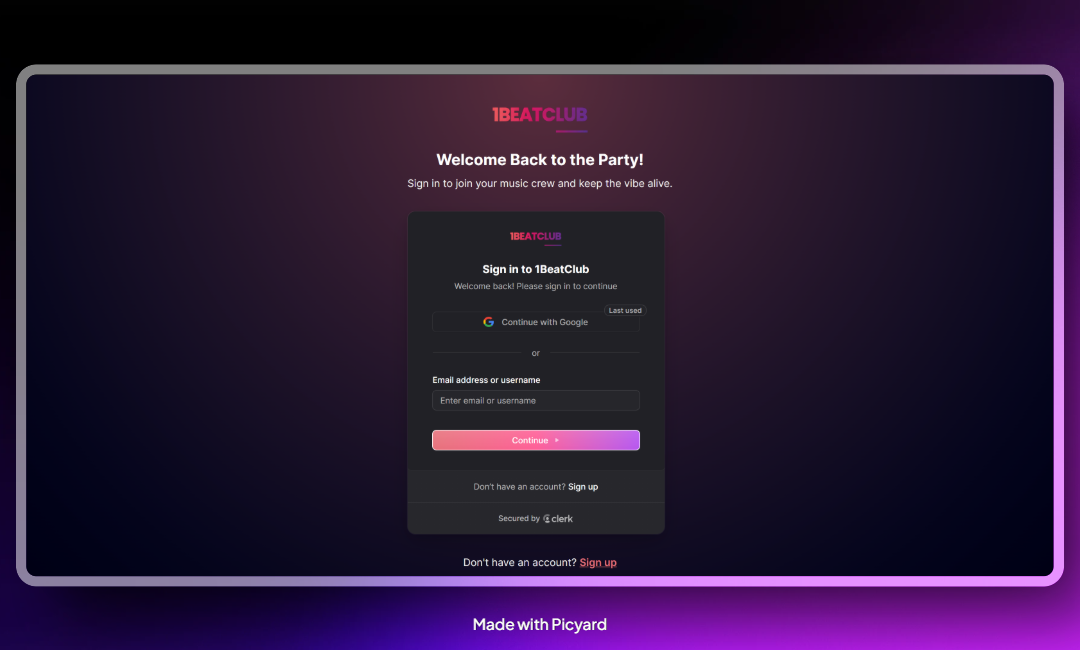 1BEATCLUB
Welcome Back to the Party!
Sign in to join your music crew and keep the vibe alive.
1BEATCLUB
Sign in to 1BeatClub
Welcome back! Please sign in to continue
Last used
Continue with Google
or
Email address or username
Enter email or username
Continue
Don't have an account? Sign up
Secured by clerk
Don't have an account? Sign up
Made with Picyard